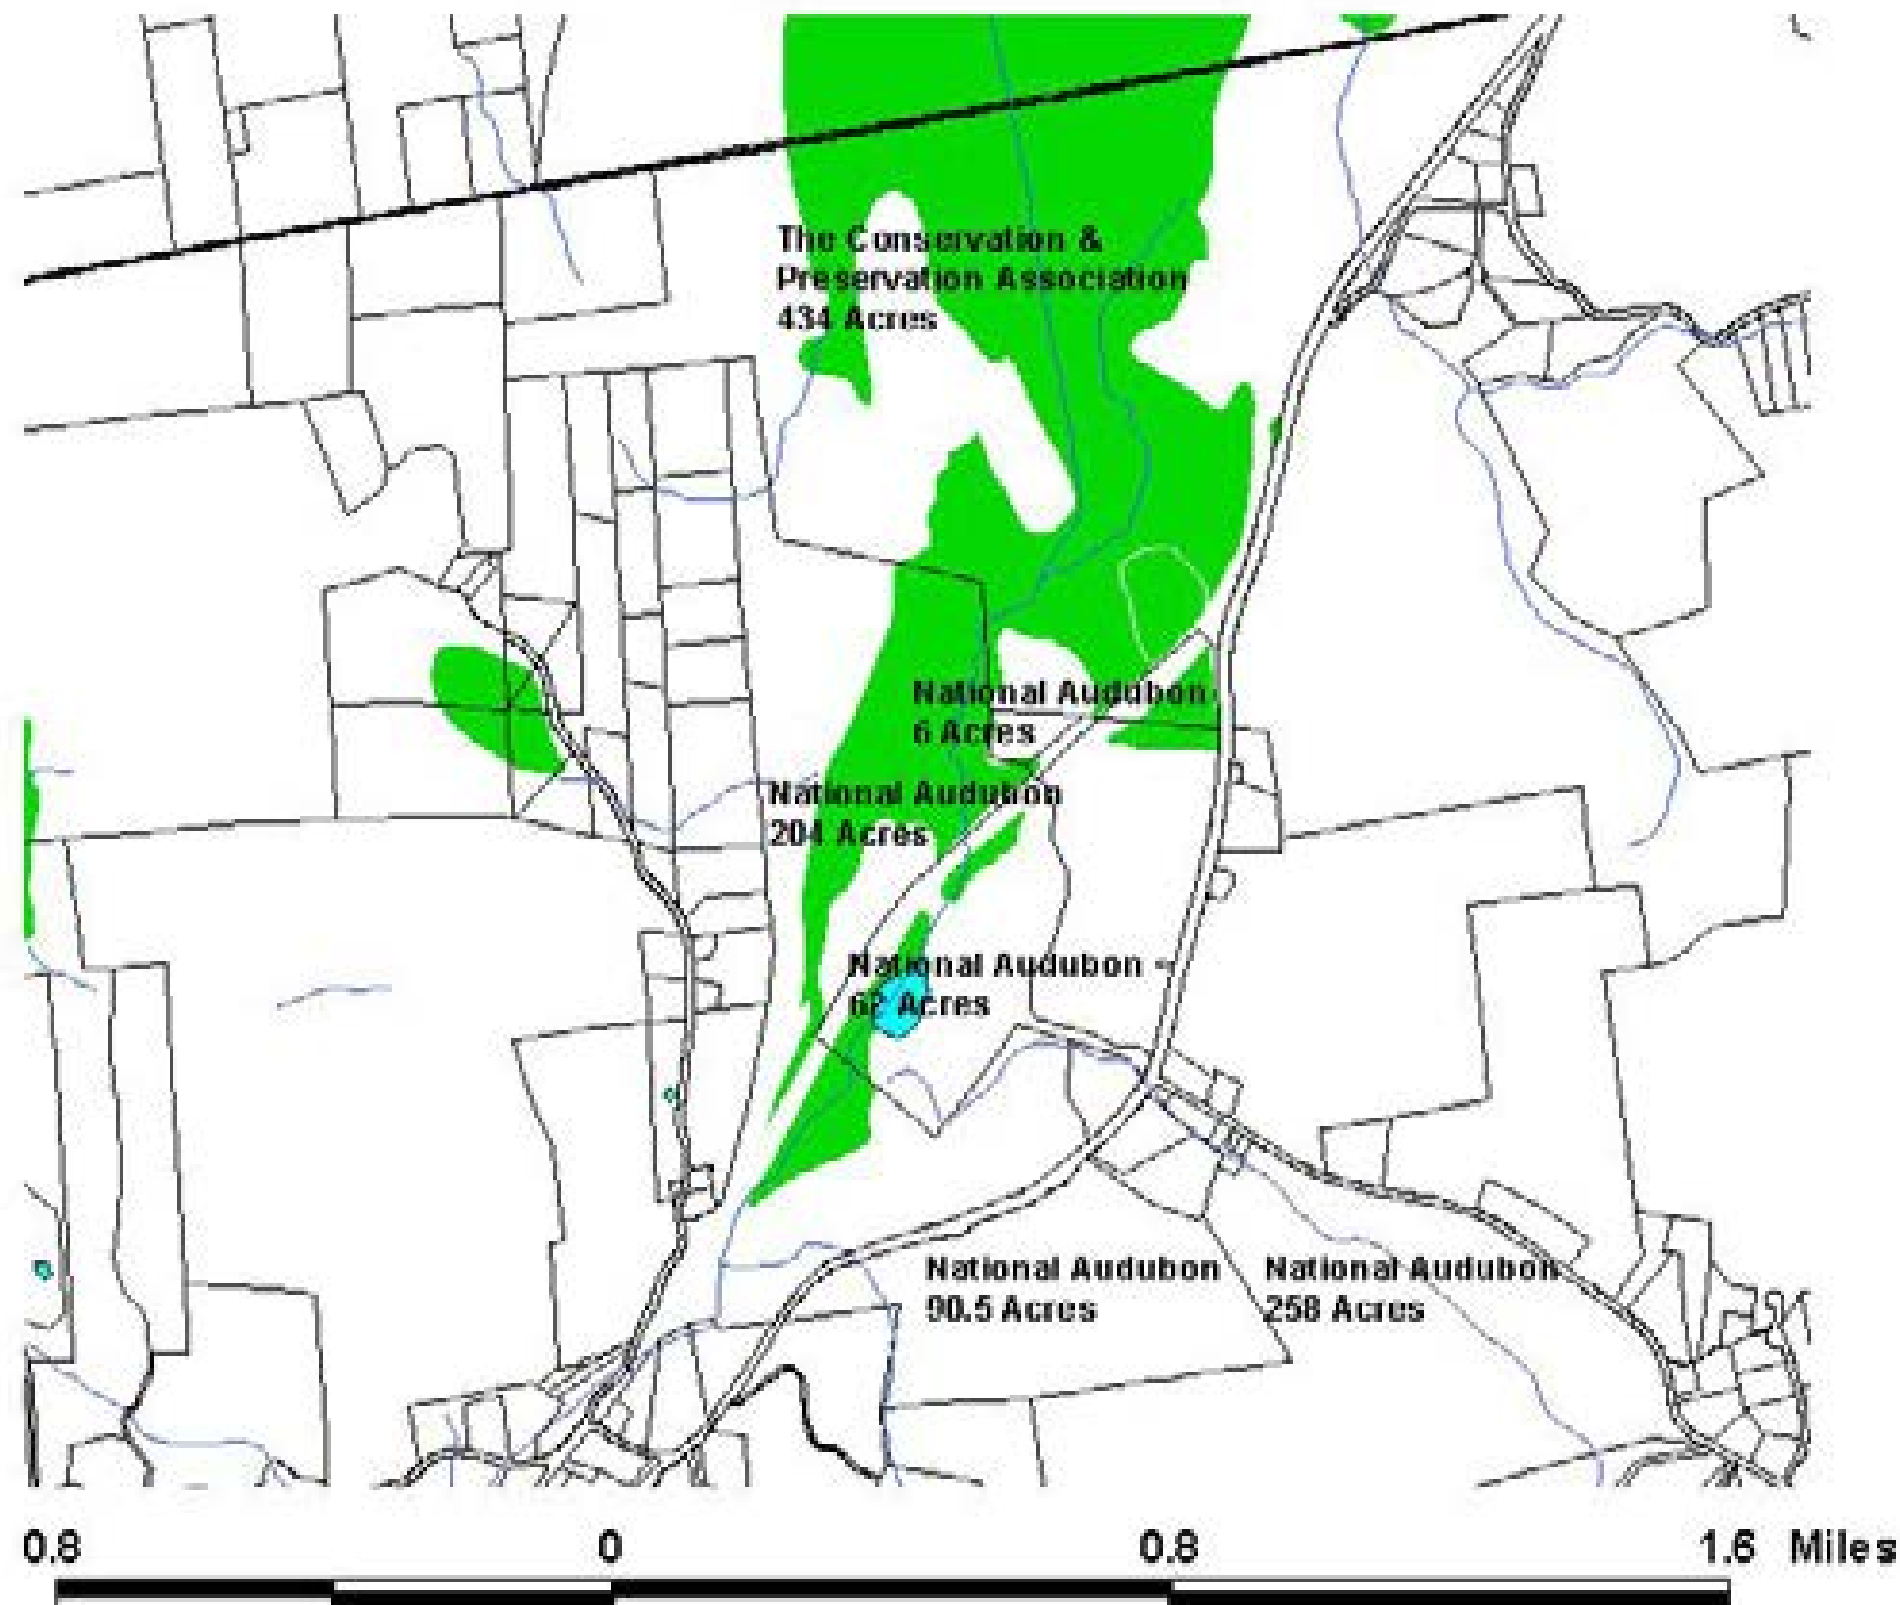 The Conservation &
Preservation Association
434 Acres
National Audubon
6 Acres
National Audubon
204 Acres
National Audubon
62 Acres
National Audubon
90.5 Acres
National Audubon
258 Acres
0.8 0 0.8 1.6 Miles